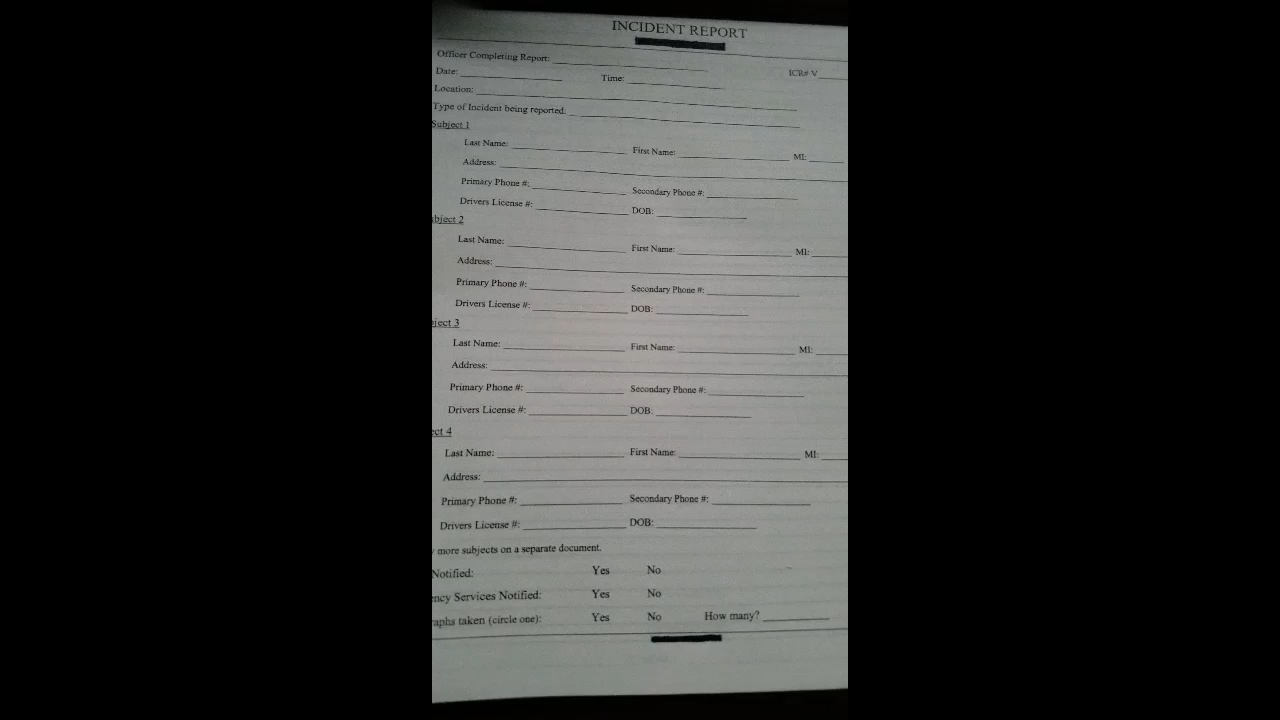 INCIDENT REPORT
Officer Completing Report:
ICR# V
Date: Time:
Location:
Type of Incident being reported.
Subject 1
Last Name: First Name: MI:
Address:
Primary Phone #: Secondary Phone #:
Drivers License #: DOB:
bject 2
Last Name: First Name: MI:
Address:
Primary Phone #: Secondary Phone #:
Drivers License #: DOB:
ject 3
Last Name: First Name: MI:
Address:
Primary Phone #: Secondary Phone #:
Drivers License #: DOB:
ect 4
Last Name: First Name: MI:
Address:
Primary Phone #: Secondary Phone #:
Drivers License #: DOB:
more subjects on a separate document.
Notified: Yes No
ncy Services Notified: Yes No
aphs taken (circle one): Yes No How many?